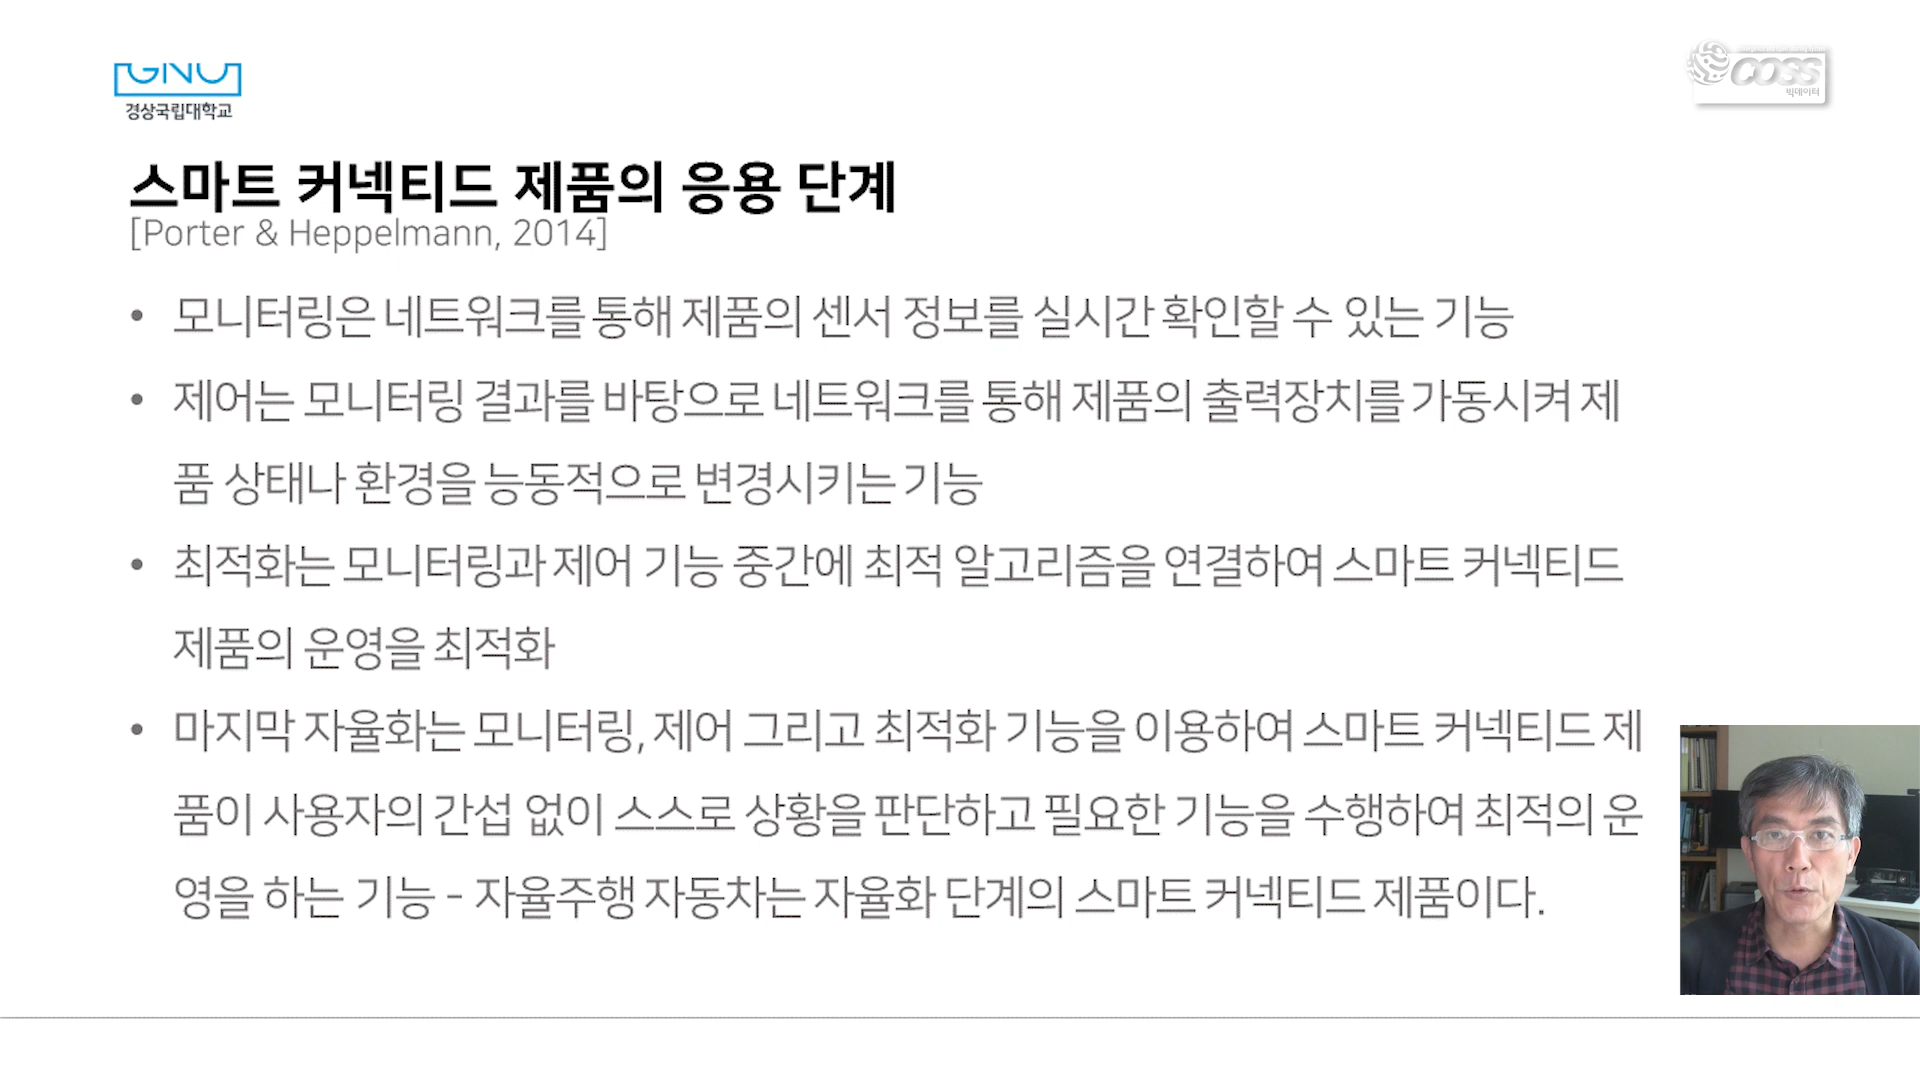 GNU
경상국립대학교
COSS
빅데이터
스마트 커넥티드 제품의 응용 단계
[Porter & Heppelmann, 2014]
• 모니터링은 네트워크를 통해 제품의 센서 정보를 실시간 확인할 수 있는 기능
• 제어는 모니터링 결과를 바탕으로 네트워크를 통해 제품의 출력장치를 가동시켜 제
품 상태나 환경을 능동적으로 변경시키는 기능
• 최적화는 모니터링과 제어 기능 중간에 최적 알고리즘을 연결하여 스마트 커넥티드
제품의 운영을 최적화
• 마지막 자율화는 모니터링, 제어 그리고 최적화 기능을 이용하여 스마트 커넥티드 제
품이 사용자의 간섭 없이 스스로 상황을 판단하고 필요한 기능을 수행하여 최적의 운
영을 하는 기능 - 자율주행 자동차는 자율화 단계의 스마트 커넥티드 제품이다.